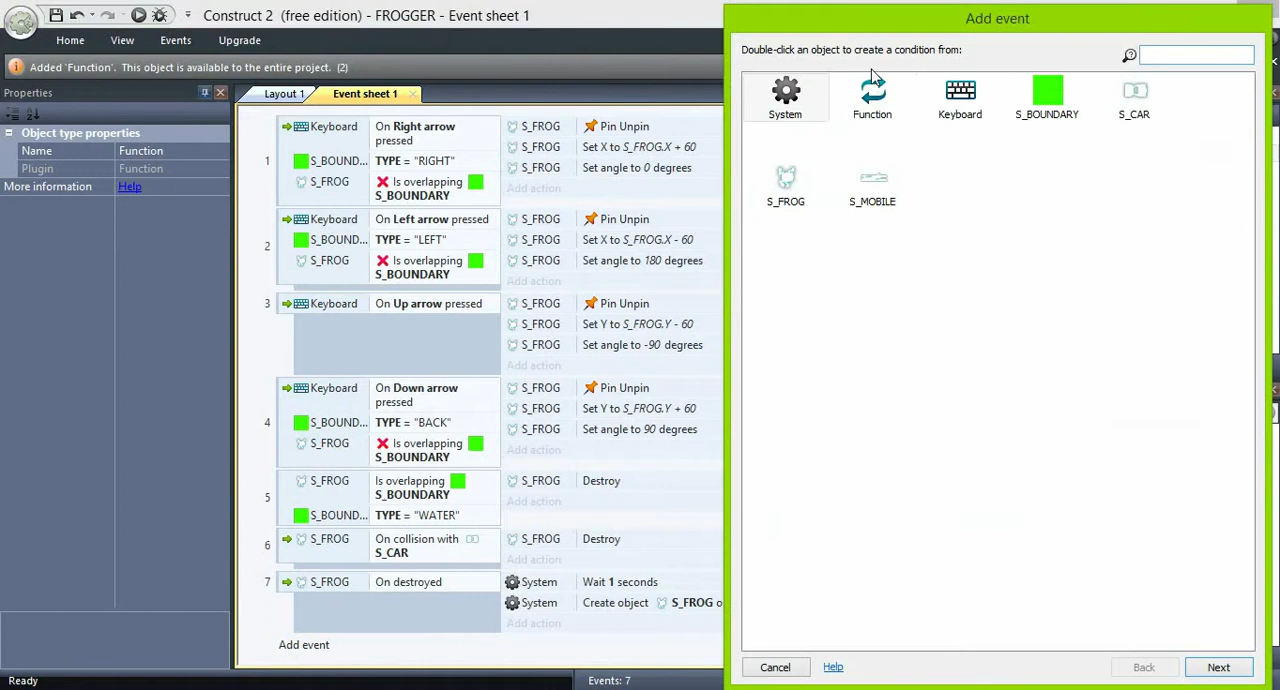 Construct 2 (free edition) - FROGGER - Event sheet 1
Home View Events Upgrade
Added 'Function'. This object is available to the entire project. (2)
Properties
Object type properties
Name Function
Plugin Function
More information Help
Layout 1 Event sheet 1
1
Keyboard On Right arrow pressed
S_BOUND... TYPE = "RIGHT"
S_FROG Is overlapping
S_BOUNDARY
S_FROG Pin Unpin
S_FROG Set X to S_FROG.X + 60
S_FROG Set angle to 0 degrees
Add action
2
Keyboard On Left arrow pressed
S_BOUND... TYPE = "LEFT"
S_FROG Is overlapping
S_BOUNDARY
S_FROG Pin Unpin
S_FROG Set X to S_FROG.X - 60
S_FROG Set angle to 180 degrees
Add action
3
Keyboard On Up arrow pressed
S_FROG Pin Unpin
S_FROG Set Y to S_FROG.Y - 60
S_FROG Set angle to -90 degrees
Add action
4
Keyboard On Down arrow
pressed
S_BOUND... TYPE = "BACK"
S_FROG Is overlapping
S_BOUNDARY
S_FROG Pin Unpin
S_FROG Set Y to S_FROG.Y + 60
S_FROG Set angle to 90 degrees
Add action
5
S_FROG Is overlapping
S_BOUNDARY
S_BOUND... TYPE = "WATER"
S_FROG Destroy
Add action
6
S_FROG On collision with
S_CAR
S_FROG Destroy
Add action
7
S_FROG On destroyed
System Wait 1 seconds
System Create object S_FROG o
Add action
Add event
Ready
Events: 7
Add event
Double-click an object to create a condition from:
System Function Keyboard S_BOUNDARY S_CAR
S_FROG S_MOBILE
Cancel Help Back Next